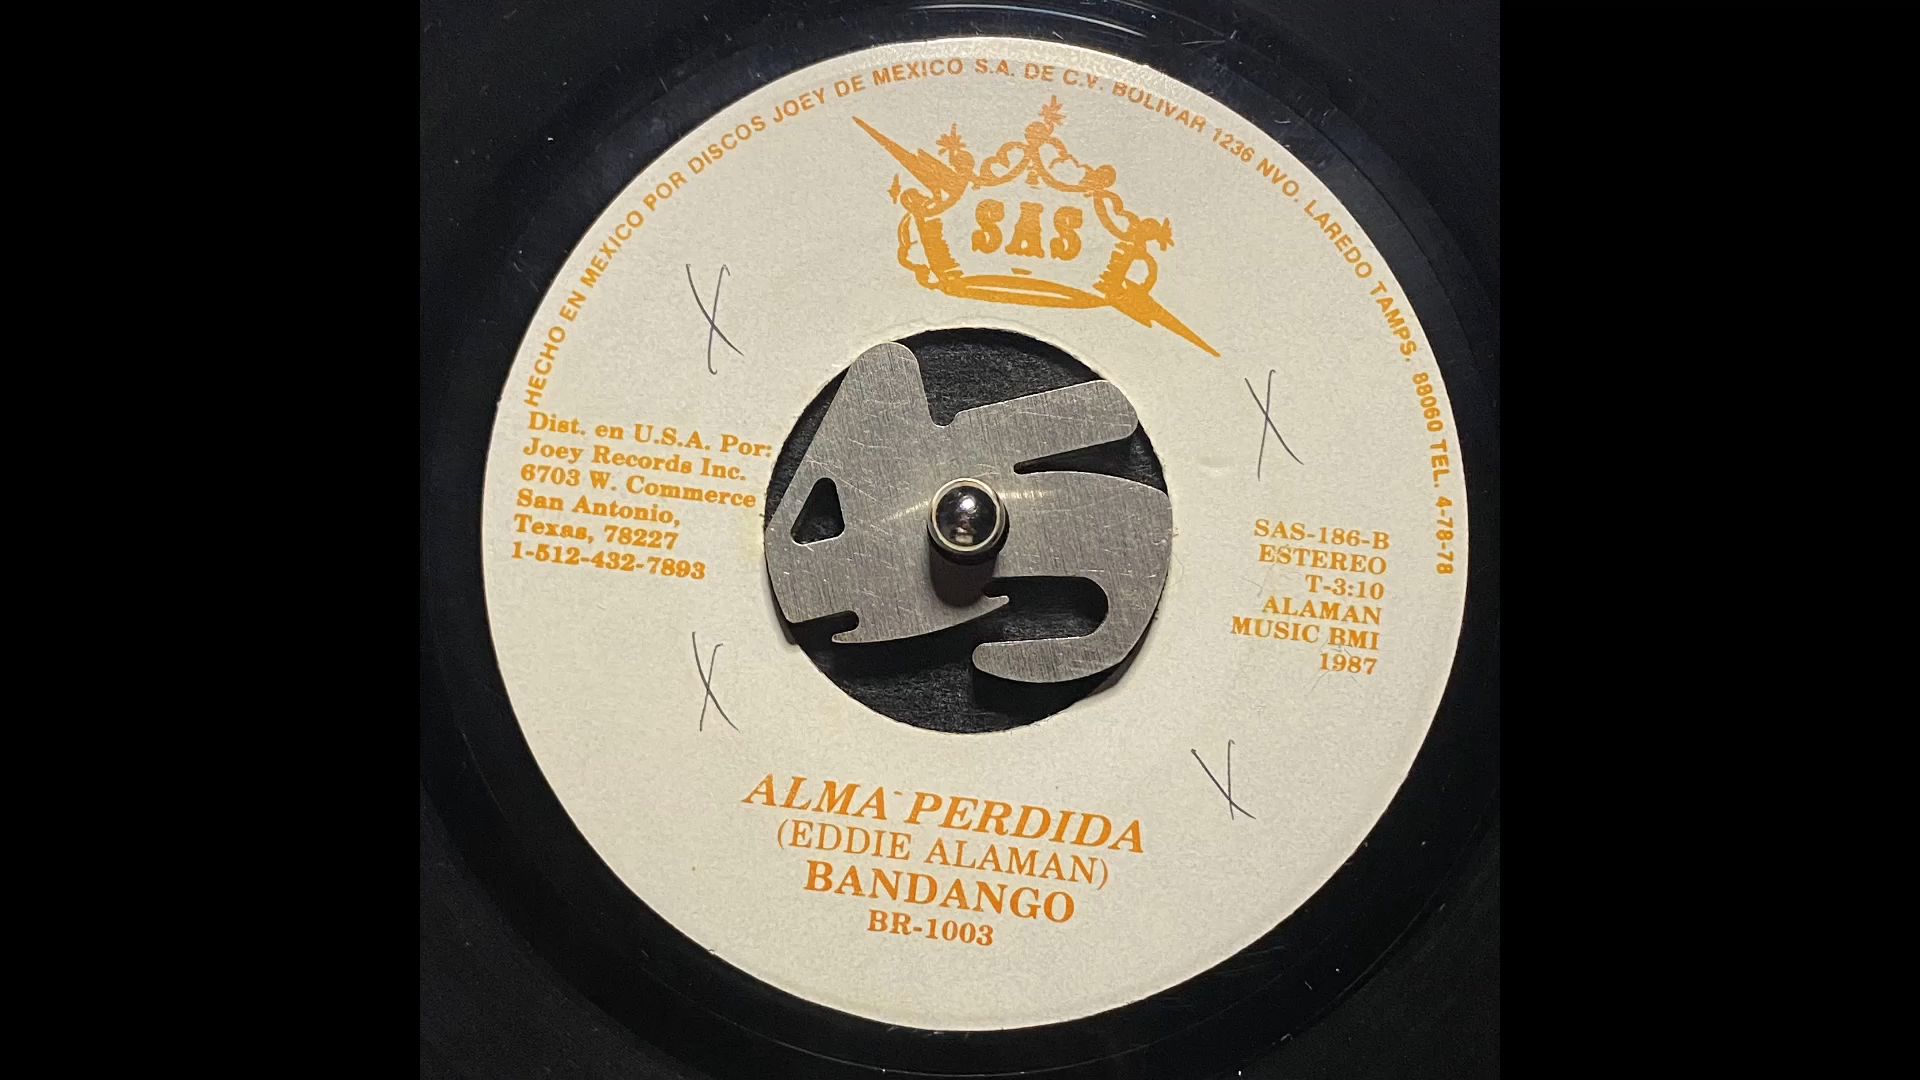 HECHO EN MEXICO POR DISCOS JOEY DE MEXICO S.A. DE C.V. BOLIVAR 1236 NVO. LAREDO TAMPS. 88060 TEL. 4-78-78
SAS
Dist. en U.S.A. Por:
Joey Records Inc.
6703 W. Commerce
San Antonio,
Texas, 78227
1-512-432-7893
45
SAS-186-B
ESTEREO
T-3:10
ALAMAN
MUSIC BMI
1987
X
X
X
X
ALMA PERDIDA
(EDDIE ALAMAN)
BANDANGO
BR-1003